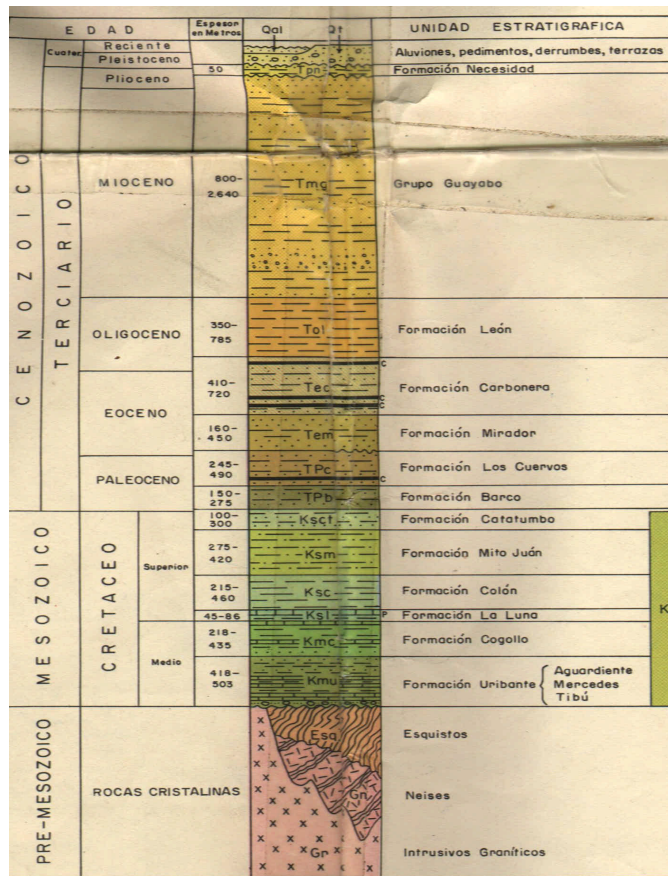 E D A D
Espesor
en Metros
Qal
Qt
UNIDAD ESTRATIGRAFICA
Cuater.
Reciente
Pleistoceno
Aluviones, pedimentos, derrumbes, terrazas
Plioceno
50
Tpn
Formación Necesidad
CENOZOICO
TERCIARIO
MIOCENO
800-
2,640
Tmg
Grupo Guayabo
OLIGOCENO
350-
785
Tol
Formación León
C
EOCENO
410-
720
Tec
C
C
Formación Carbonera
160-
450
Tem
Formación Mirador
PALEOCENO
245-
490
TPc
C
Formación Los Cuervos
150-
275
TPb
Formación Barco
MESOZOICO
CRETACEO
Superior
100-
300
Ksct
Formación Catatumbo
275-
420
Ksm
Formación Mito Juán
215-
460
Ksc
Formación Colón
K
45-86
Ksl
P
Formación La Luna
Medio
218-
435
Kmc
Formación Cogollo
418-
503
Kmu
Formación Uribante
Aguardiente
Mercedes
Tibú
PRE-MESOZOICO
ROCAS CRISTALINAS
Esq
Esquistos
Gn
Neises
Gr
Intrusivos Graníticos